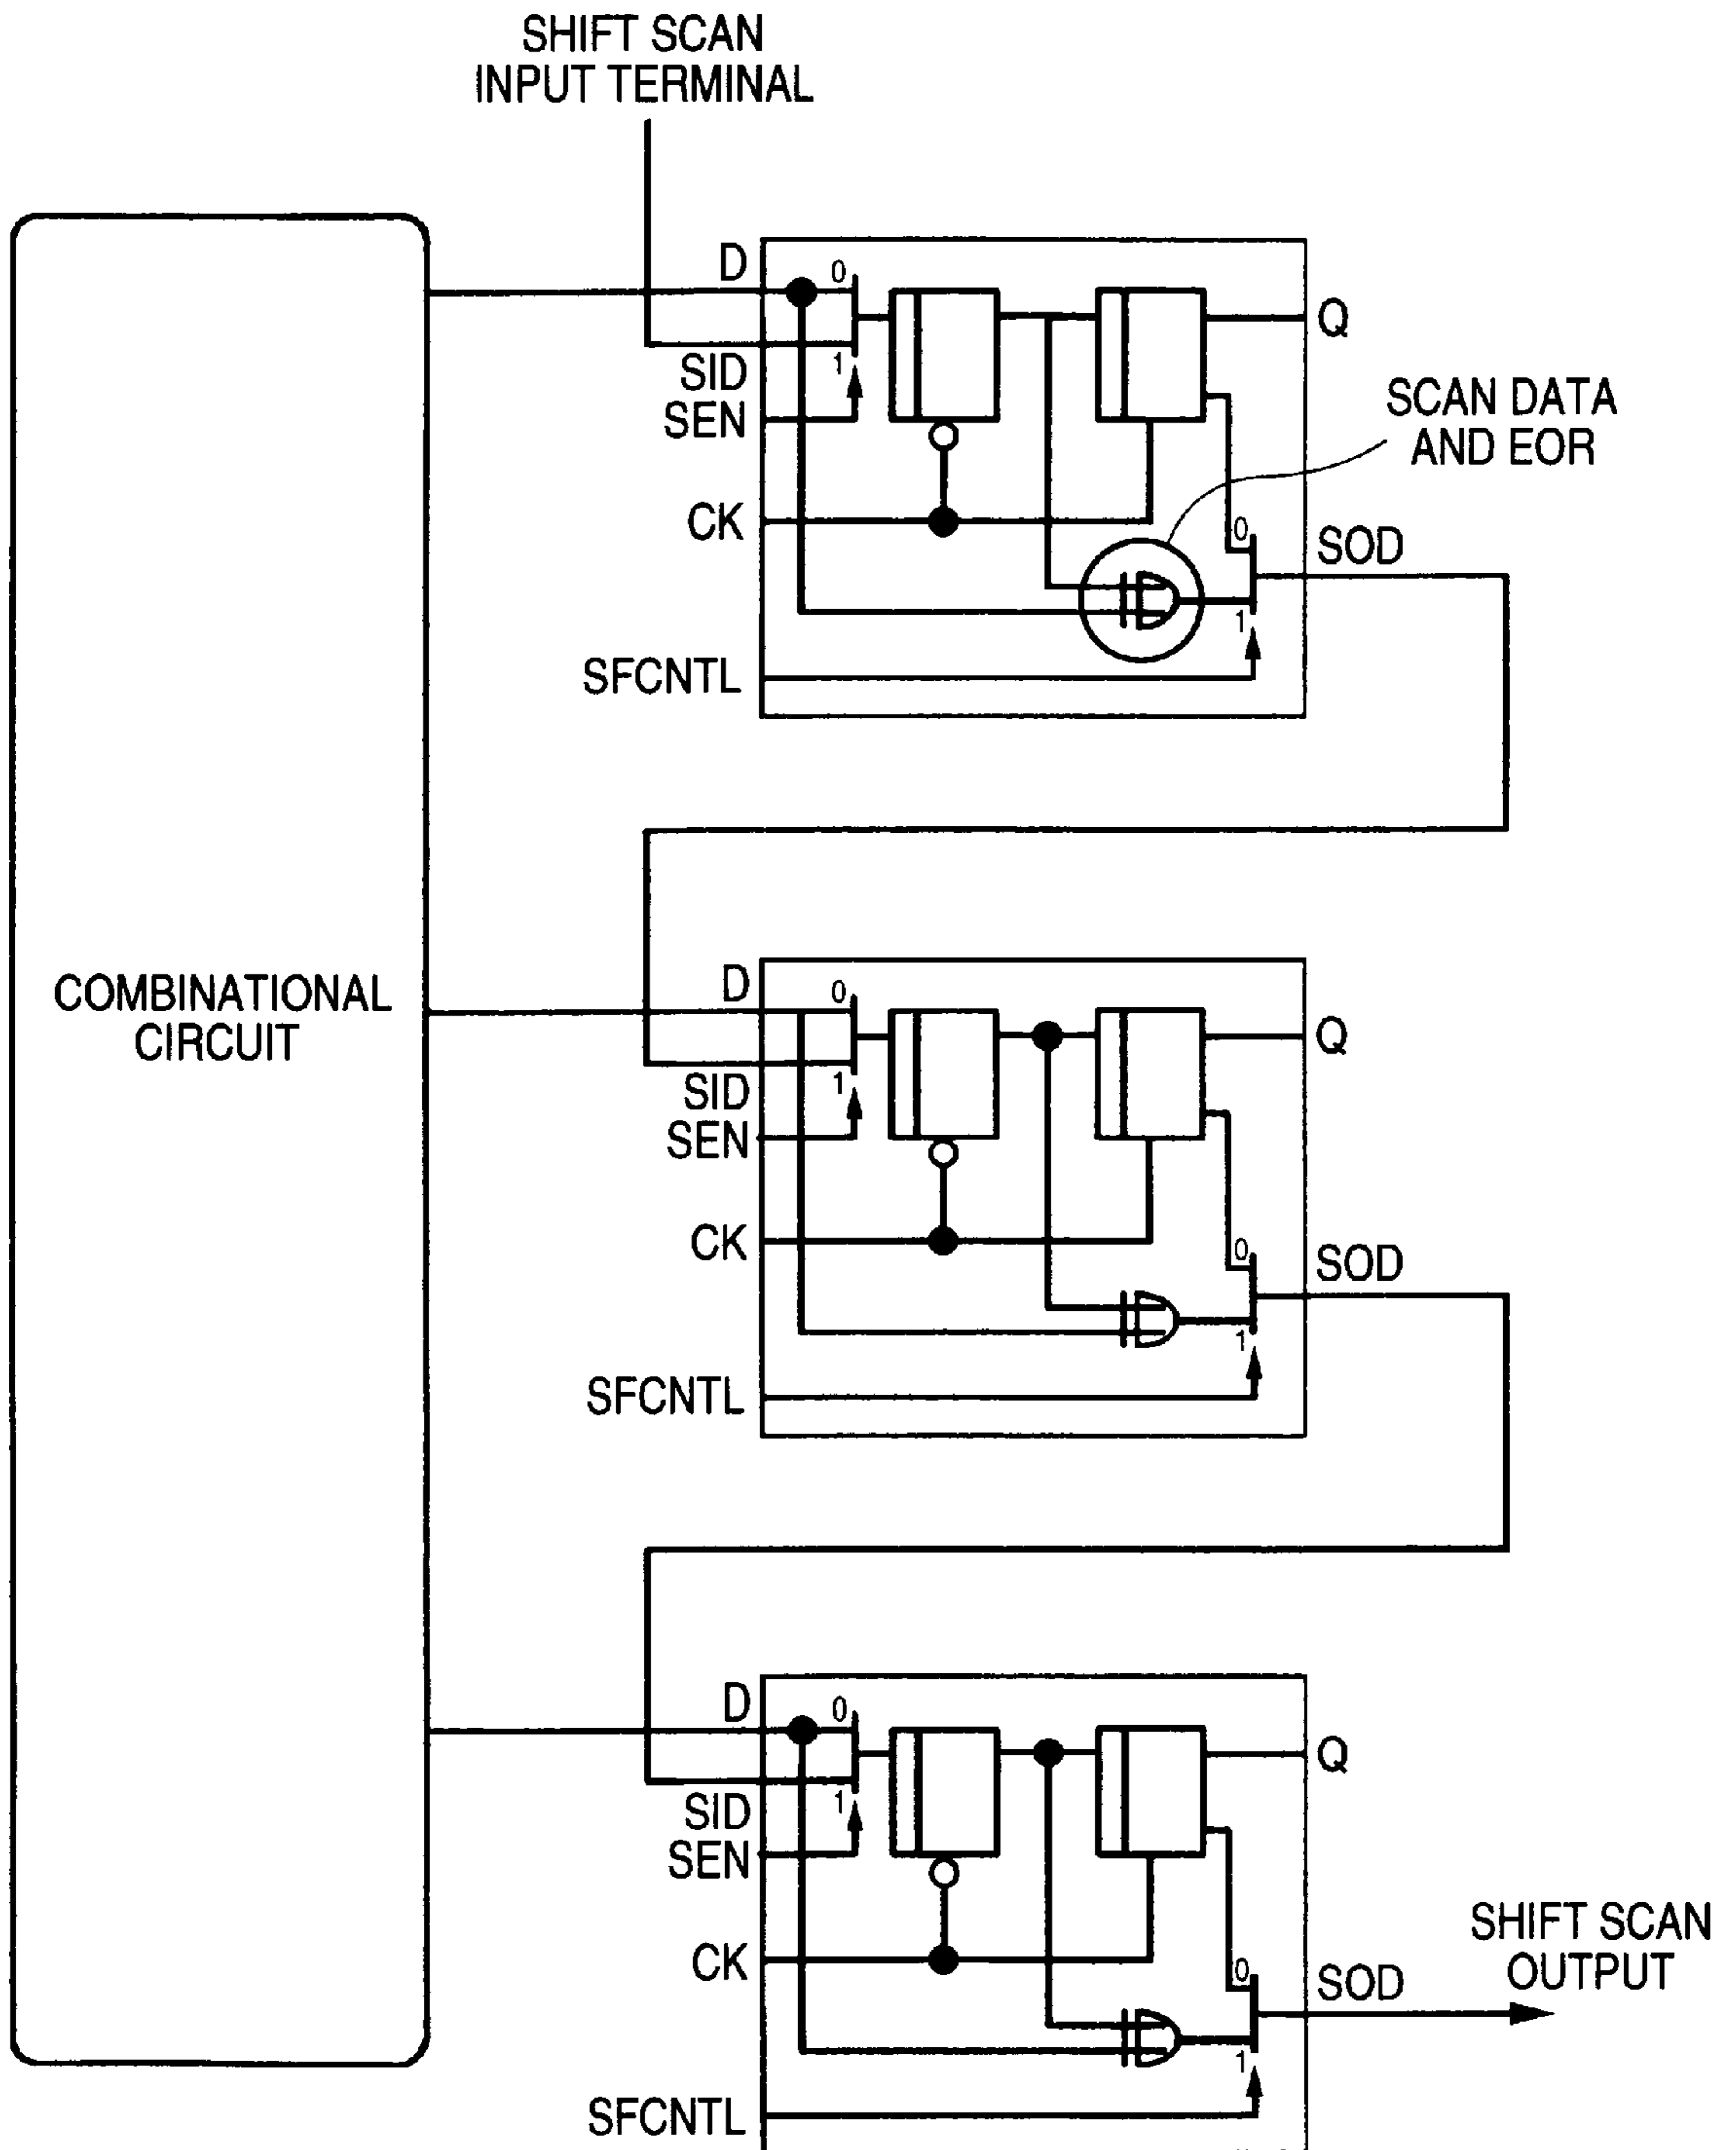 SHIFT SCAN
INPUT TERMINAL
D
0
Q
SID
1
SEN
SCAN DATA
AND EOR
CK
0
SOD
1
SFCNTL
COMBINATIONAL
CIRCUIT
D
0
Q
SID
1
SEN
CK
0
SOD
1
SFCNTL
D
0
Q
SID
1
SEN
SHIFT SCAN
OUTPUT
CK
0
SOD
1
SFCNTL